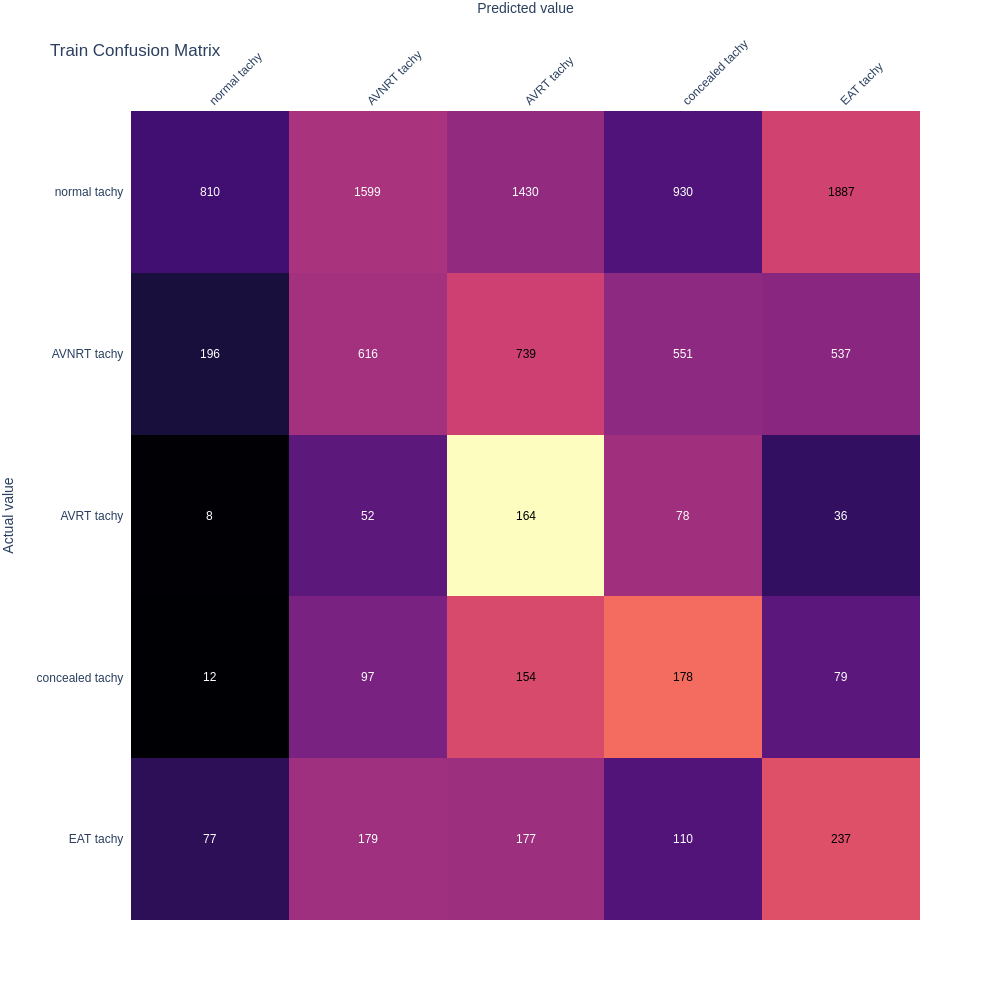 Predicted value
Train Confusion Matrix
normal tachy
AVNRT tachy
AVRT tachy
concealed tachy
EAT tachy
normal tachy 810 1599 1430 930 1887
AVNRT tachy 196 616 739 551 537
Actual value
AVRT tachy 8 52 164 78 36
concealed tachy 12 97 154 178 79
EAT tachy 77 179 177 110 237